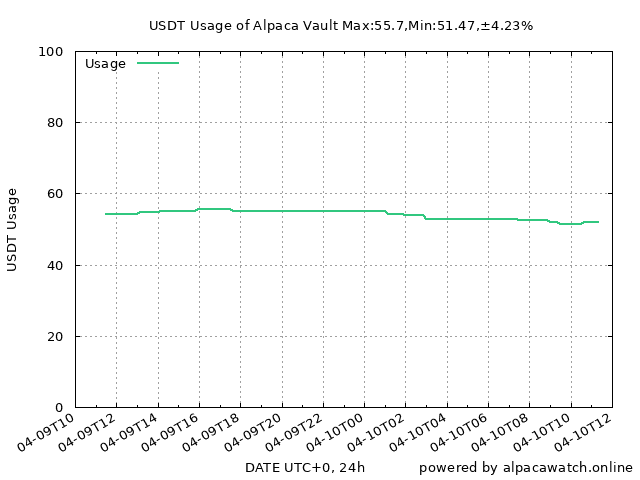 USDT Usage of Alpaca Vault Max:55.7,Min:51.47,±4.23%
Usage
100
80
60
40
20
0
USDT Usage
04-09T10
04-09T12
04-09T14
04-09T16
04-09T18
04-09T20
04-09T22
04-10T00
04-10T02
04-10T04
04-10T06
04-10T08
04-10T10
04-10T12
DATE UTC+0, 24h
powered by alpacawatch.online